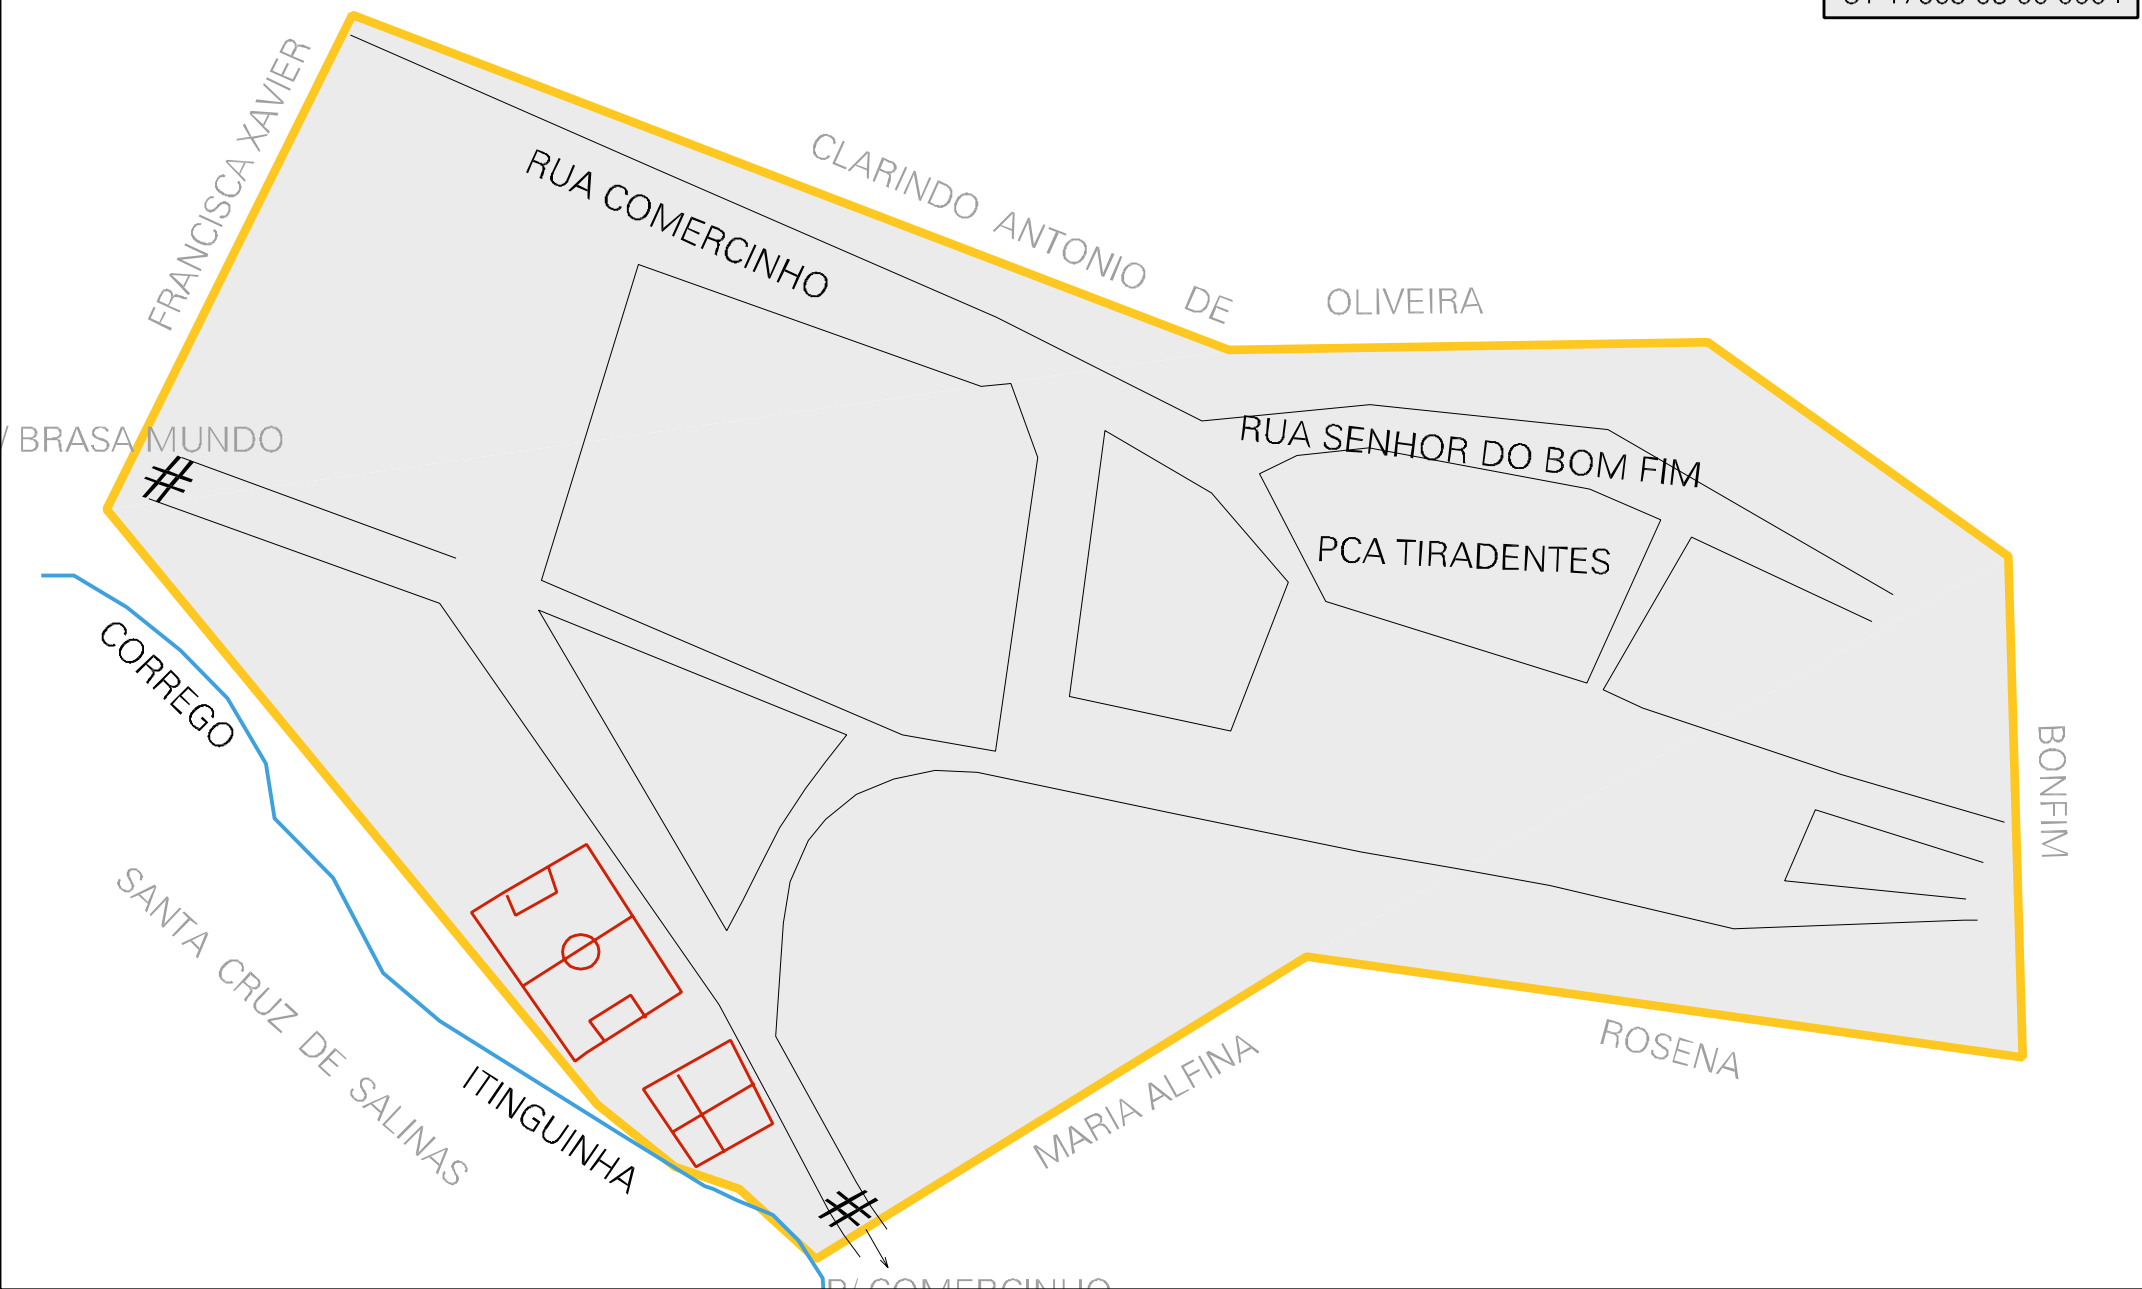 FRANCISCA XAVIER
CLARINDO ANTONIO DE OLIVEIRA
RUA COMERCINHO
/ BRASA MUNDO
RUA SENHOR DO BOM FIM
PCA TIRADENTES
CORREGO ITINGUINHA
BONFIM
SANTA CRUZ DE SALINAS
ROSENA
MARIA ALFINA
P/ COMERCINHO